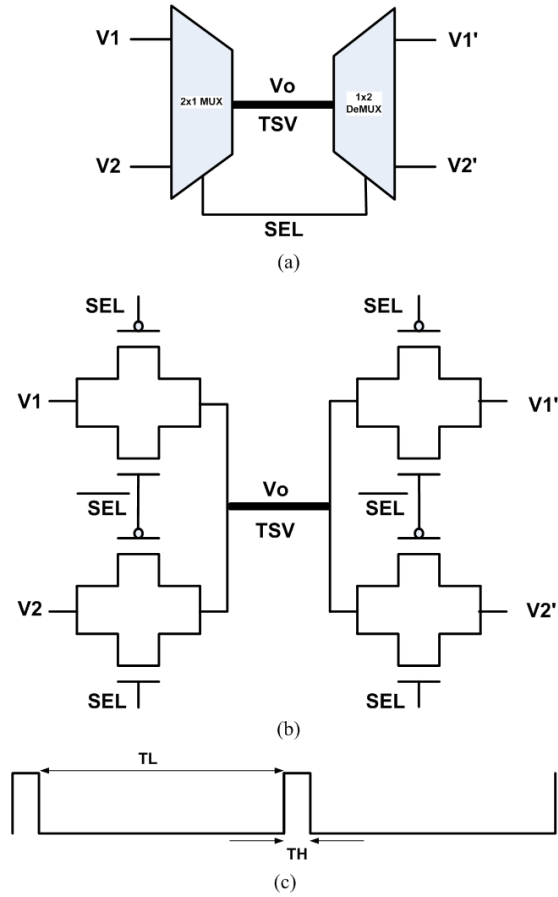 V1
V1'
2x1 MUX
Vo
1x2
DeMUX
TSV
V2
V2'
SEL
(a)
SEL
SEL
V1
V1'
SEL
Vo
SEL
TSV
V2
V2'
SEL
SEL
(b)
TL
TH
(c)